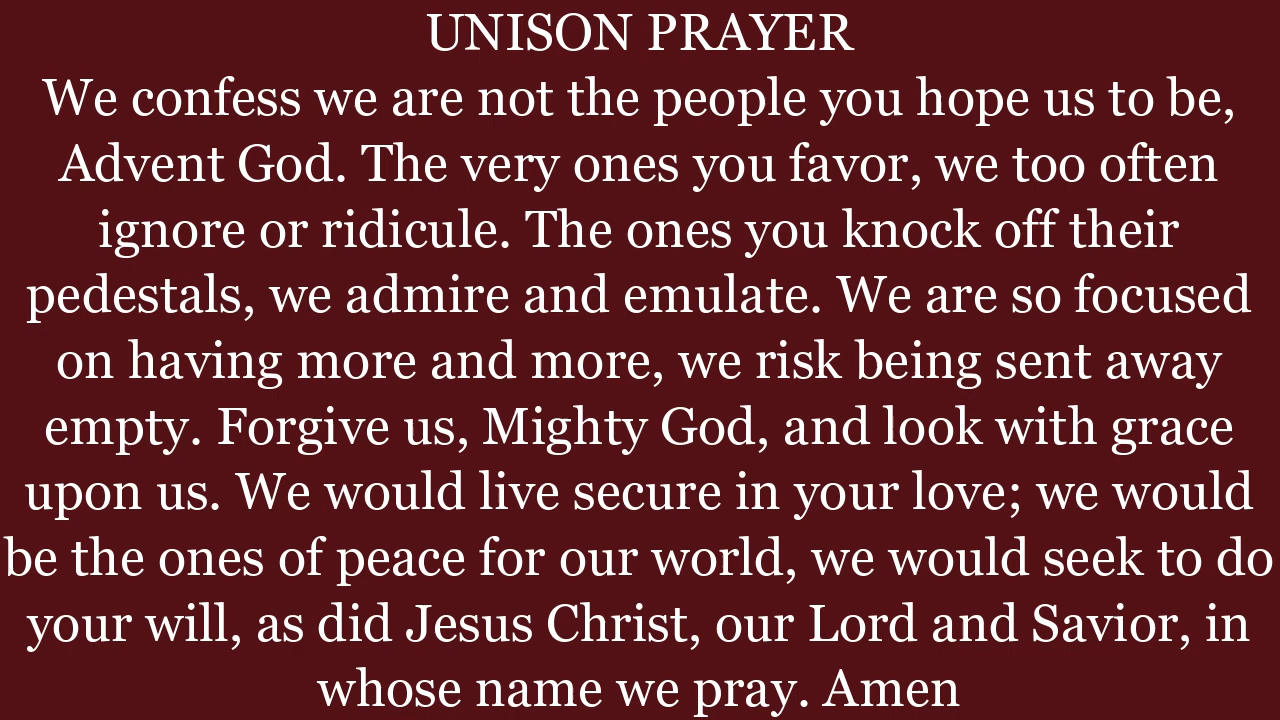 UNISON PRAYER
We confess we are not the people you hope us to be,
Advent God. The very ones you favor, we too often
ignore or ridicule. The ones you knock off their
pedestals, we admire and emulate. We are so focused
on having more and more, we risk being sent away
empty. Forgive us, Mighty God, and look with grace
upon us. We would live secure in your love; we would
be the ones of peace for our world, we would seek to do
your will, as did Jesus Christ, our Lord and Savior, in
whose name we pray. Amen